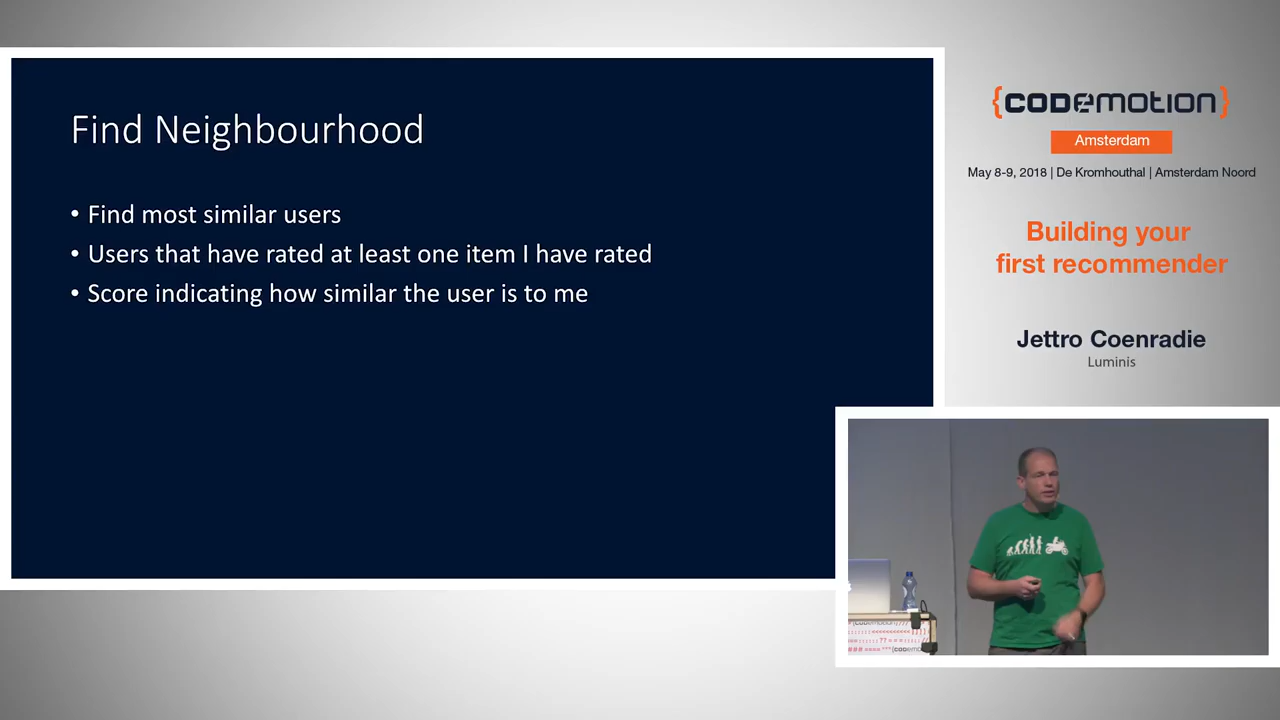 Find Neighbourhood
• Find most similar users
• Users that have rated at least one item I have rated
• Score indicating how similar the user is to me
{CODEMOTION}
Amsterdam
May 8-9, 2018 | De Kromhouthal | Amsterdam Noord
Building your
first recommender
Jettro Coenradie
Luminis